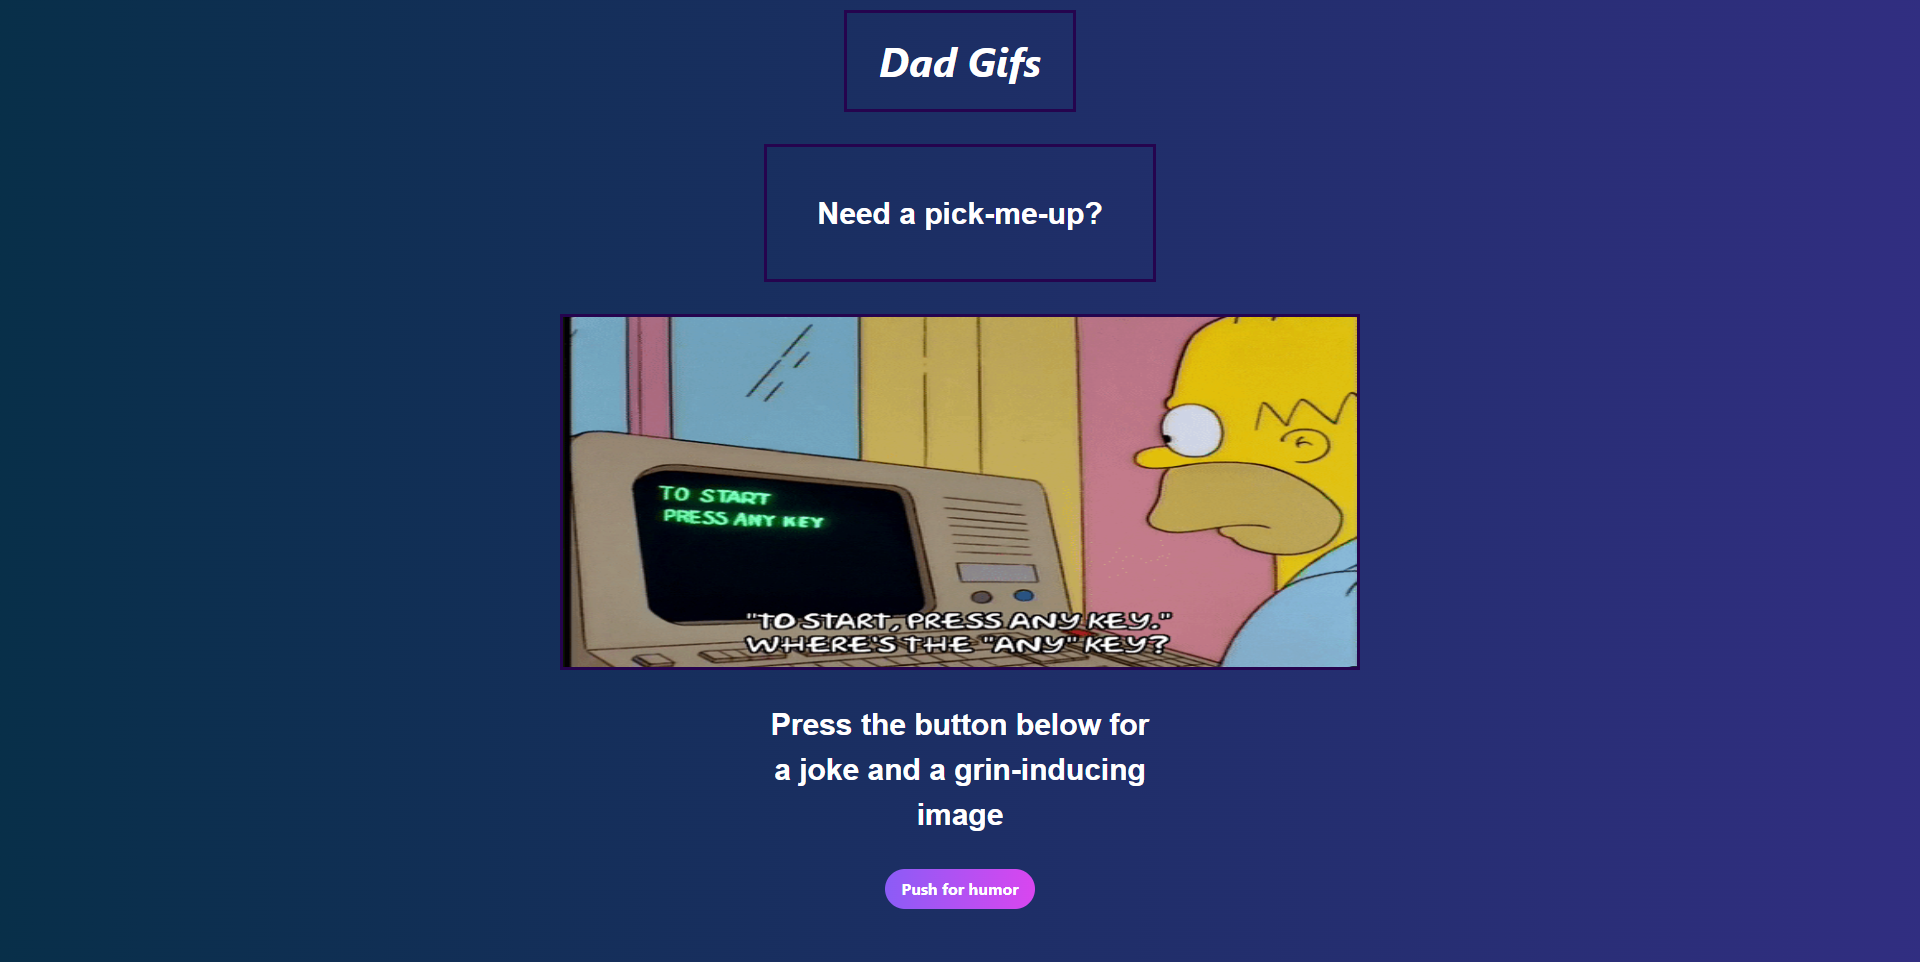 Dad Gifs
Need a pick-me-up?
TO START
PRESS ANY KEY
"TO START, PRESS ANY KEY."
WHERE'S THE "ANY" KEY?
Press the button below for
a joke and a grin-inducing
image
Push for humor